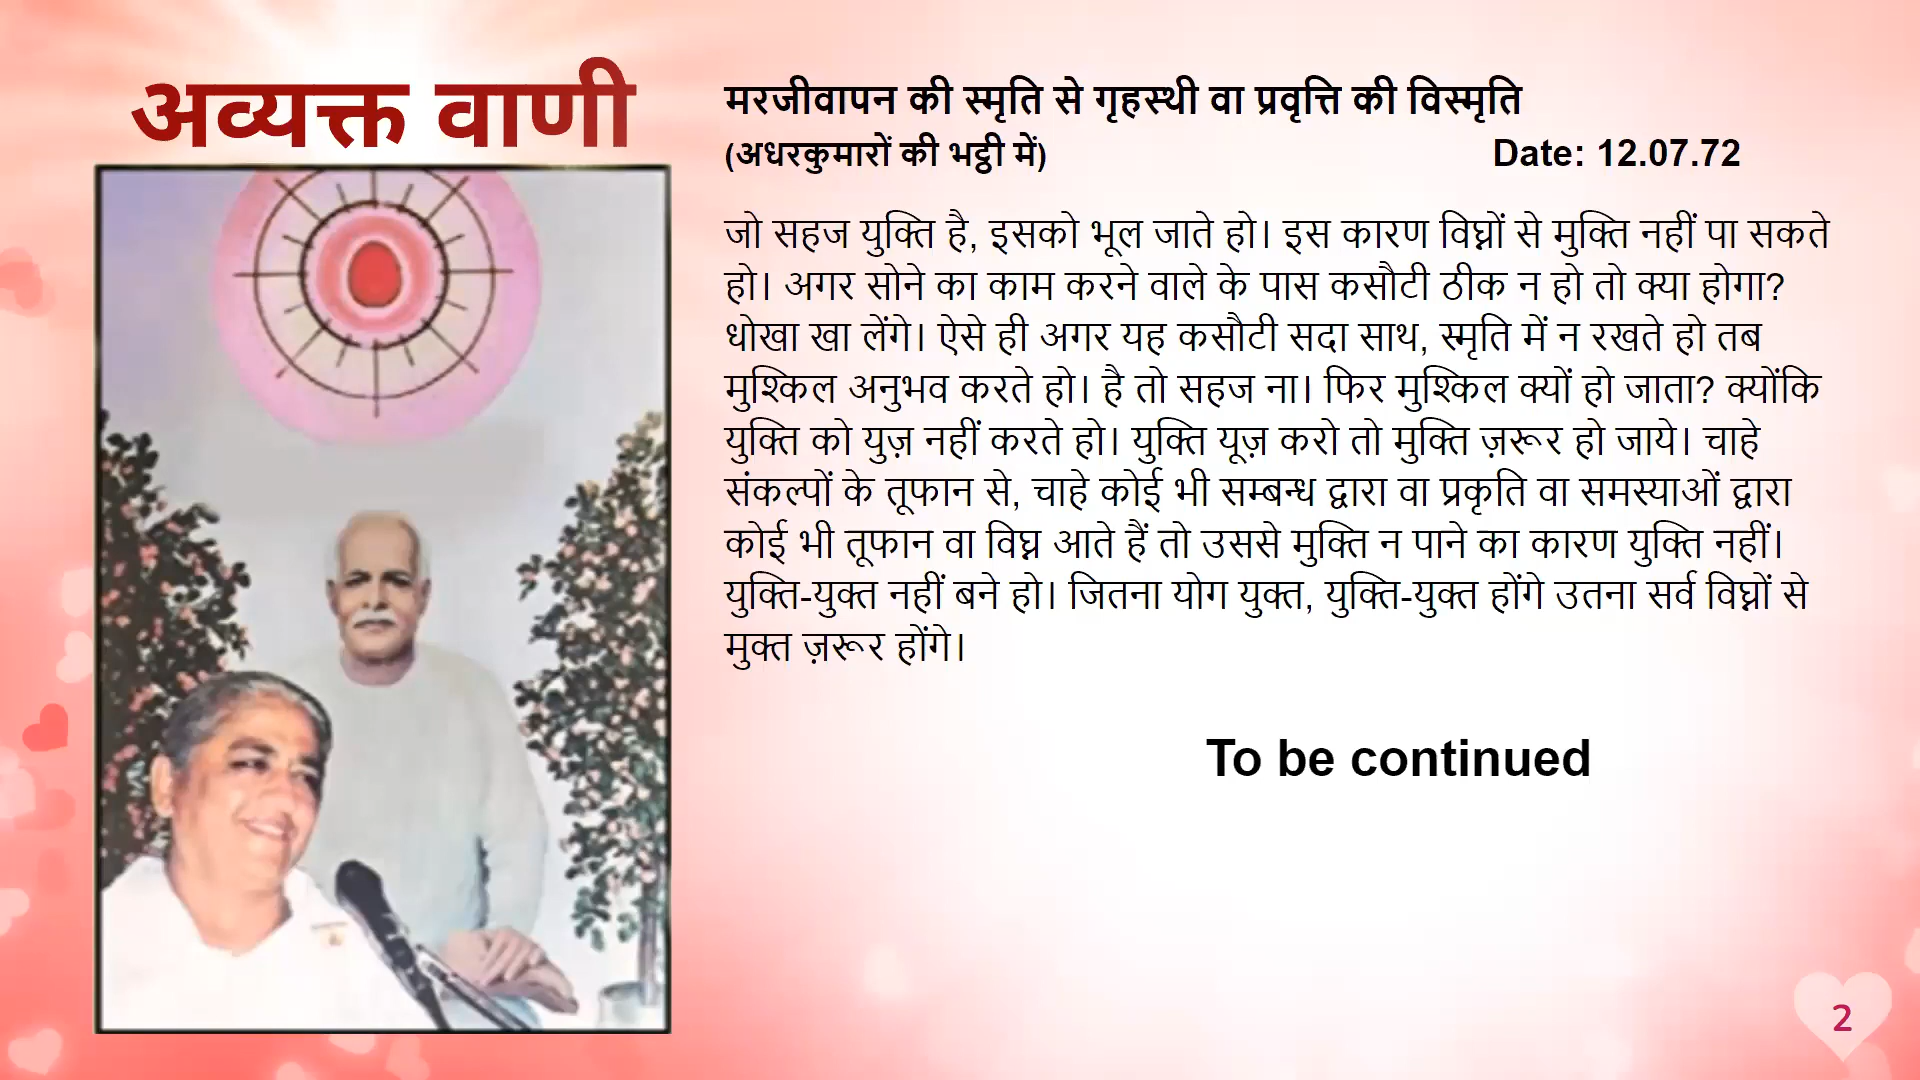 अव्यक्त वाणी
मरजीवापन की स्मृति से गृहस्थी वा प्रवृत्ति की विस्मृति
(अधरकुमारों की भट्ठी में) Date: 12.07.72
जो सहज युक्ति है, इसको भूल जाते हो। इस कारण विघ्नों से मुक्ति नहीं पा सकते
हो। अगर सोने का काम करने वाले के पास कसौटी ठीक न हो तो क्या होगा?
धोखा खा लेंगे। ऐसे ही अगर यह कसौटी सदा साथ, स्मृति में न रखते हो तब
मुश्किल अनुभव करते हो। है तो सहज ना। फिर मुश्किल क्यों हो जाता? क्योंकि
युक्ति को युज़ नहीं करते हो। युक्ति यूज़ करो तो मुक्ति ज़रूर हो जाये। चाहे
संकल्पों के तूफान से, चाहे कोई भी सम्बन्ध द्वारा वा प्रकृति वा समस्याओं द्वारा
कोई भी तूफान वा विघ्न आते हैं तो उससे मुक्ति न पाने का कारण युक्ति नहीं।
युक्ति-युक्त नहीं बने हो। जितना योग युक्त, युक्ति-युक्त होंगे उतना सर्व विघ्नों से
मुक्त ज़रूर होंगे।
To be continued
2